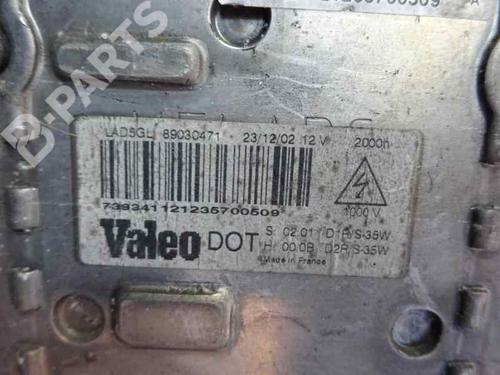 LAD5GL 89030471 23/12/02 12 V 2000h
739341121235700509
1000 V
Valeo DOT
S: 02.01 / D1R/S-35W
H: 00.0B / D2R/S-35W
Made in France